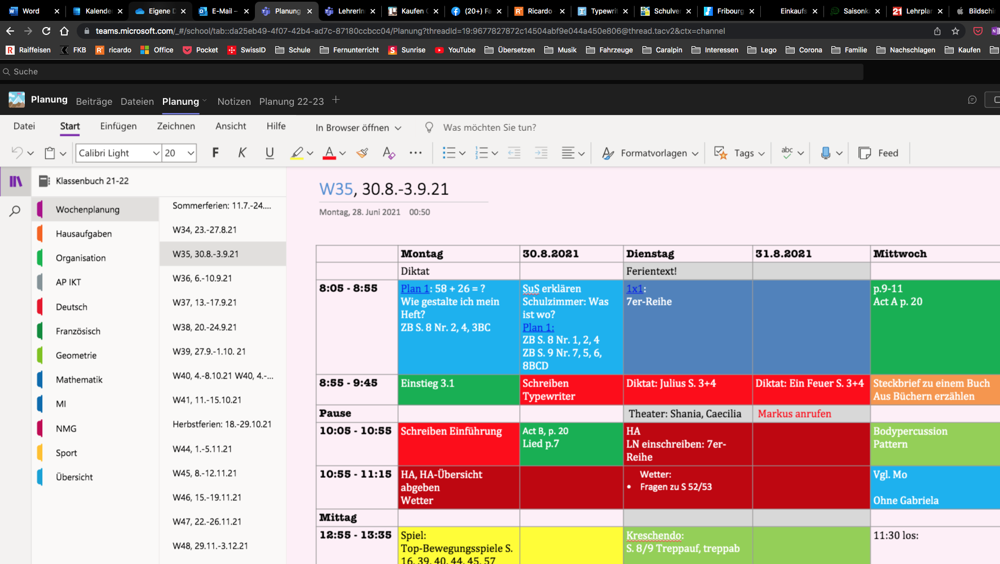 Word
Kalende
Eigene D
E-Mail –
Planung
LehrerIn
Kaufen
(20+) Fa
Ricardo
Typewrit
Schulver
Fribourg
Einkaufs
Saisonka
Lehrplan
Bildschi
teams.microsoft.com/_#/school/tab::da25eb49-4f07-42b4-ad7c-87180ccbcc04/Planung?threadId=19:9677827872c14504abf9e044a450e806@thread.tacv2&ctx=channel
Raiffeisen FKB ricardo Office Pocket SwissID Schule Fernunterricht Sunrise YouTube Übersetzen Musik Fahrzeuge Caralpin Interessen Lego Corona Familie Nachschlagen Kaufen
Suche
Planung Beiträge Dateien Planung Notizen Planung 22-23 +
Datei Start Einfügen Zeichnen Ansicht Hilfe In Browser öffnen Was möchten Sie tun?
Calibri Light 20 F K U A A Formatvorlagen Tags abc Feed
Klassenbuch 21-22
Wochenplanung
Hausaufgaben
Organisation
AP IKT
Deutsch
Französisch
Geometrie
Mathematik
MI
NMG
Sport
Übersicht
Sommerferien: 11.7.-24....
W34, 23.-27.8.21
W35, 30.8.-3.9.21
W36, 6.-10.9.21
W37, 13.-17.9.21
W38, 20.-24.9.21
W39, 27.9.-1.10. 21
W40, 4.-8.10.21 W40, 4.-...
W41, 11.-15.10.21
Herbstferien: 18.-29.10.21
W44, 1.-5.11.21
W45, 8.-12.11.21
W46, 15.-19.11.21
W47, 22.-26.11.21
W48, 29.11.-3.12.21
W35, 30.8.-3.9.21
Montag, 28. Juni 2021 00:50
Montag 30.8.2021 Dienstag 31.8.2021 Mittwoch
Diktat Ferientext!
8:05 - 8:55
Plan 1: 58 + 26 = ?
Wie gestalte ich mein
Heft?
ZB S. 8 Nr. 2, 4, 3BC
SuS erklären
Schulzimmer: Was
ist wo?
Plan 1:
ZB S. 8 Nr. 1, 2, 4
ZB S. 9 Nr. 7, 5, 6,
8BCD
1x1:
7er-Reihe
p.9-11
Act A p. 20
8:55 - 9:45
Einstieg 3.1
Schreiben
Typewriter
Diktat: Julius S. 3+4
Diktat: Ein Feuer S. 3+4
Steckbrief zu einem Buch
Aus Büchern erzählen
Pause
Theater: Shania, Caecilia
Markus anrufen
10:05 - 10:55
Schreiben Einführung
Act B, p. 20
Lied p.7
HA
LN einschreiben: 7er-
Reihe
Bodypercussion
Pattern
10:55 - 11:15
HA, HA-Übersicht
abgeben
Wetter
Wetter:
• Fragen zu S 52/53
Vgl. Mo
Ohne Gabriela
Mittag
12:55 - 13:35
Spiel:
Top-Bewegungsspiele S.
16, 39, 40, 44, 45, 57
Kreschendo:
S. 8/9 Treppauf, treppab
11:30 los: